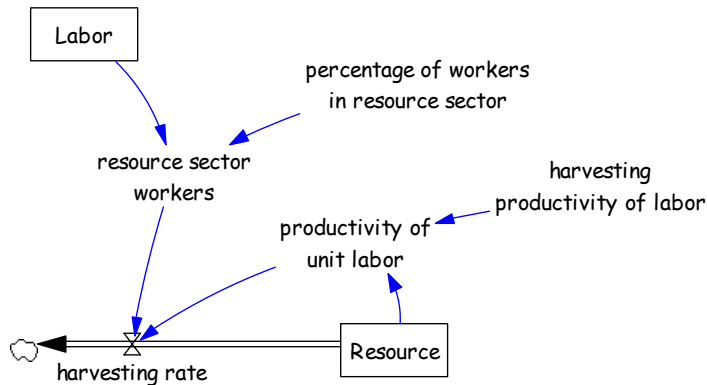 Labor
percentage of workers
in resource sector
resource sector
workers
harvesting
productivity of labor
productivity of
unit labor
Resource
harvesting rate